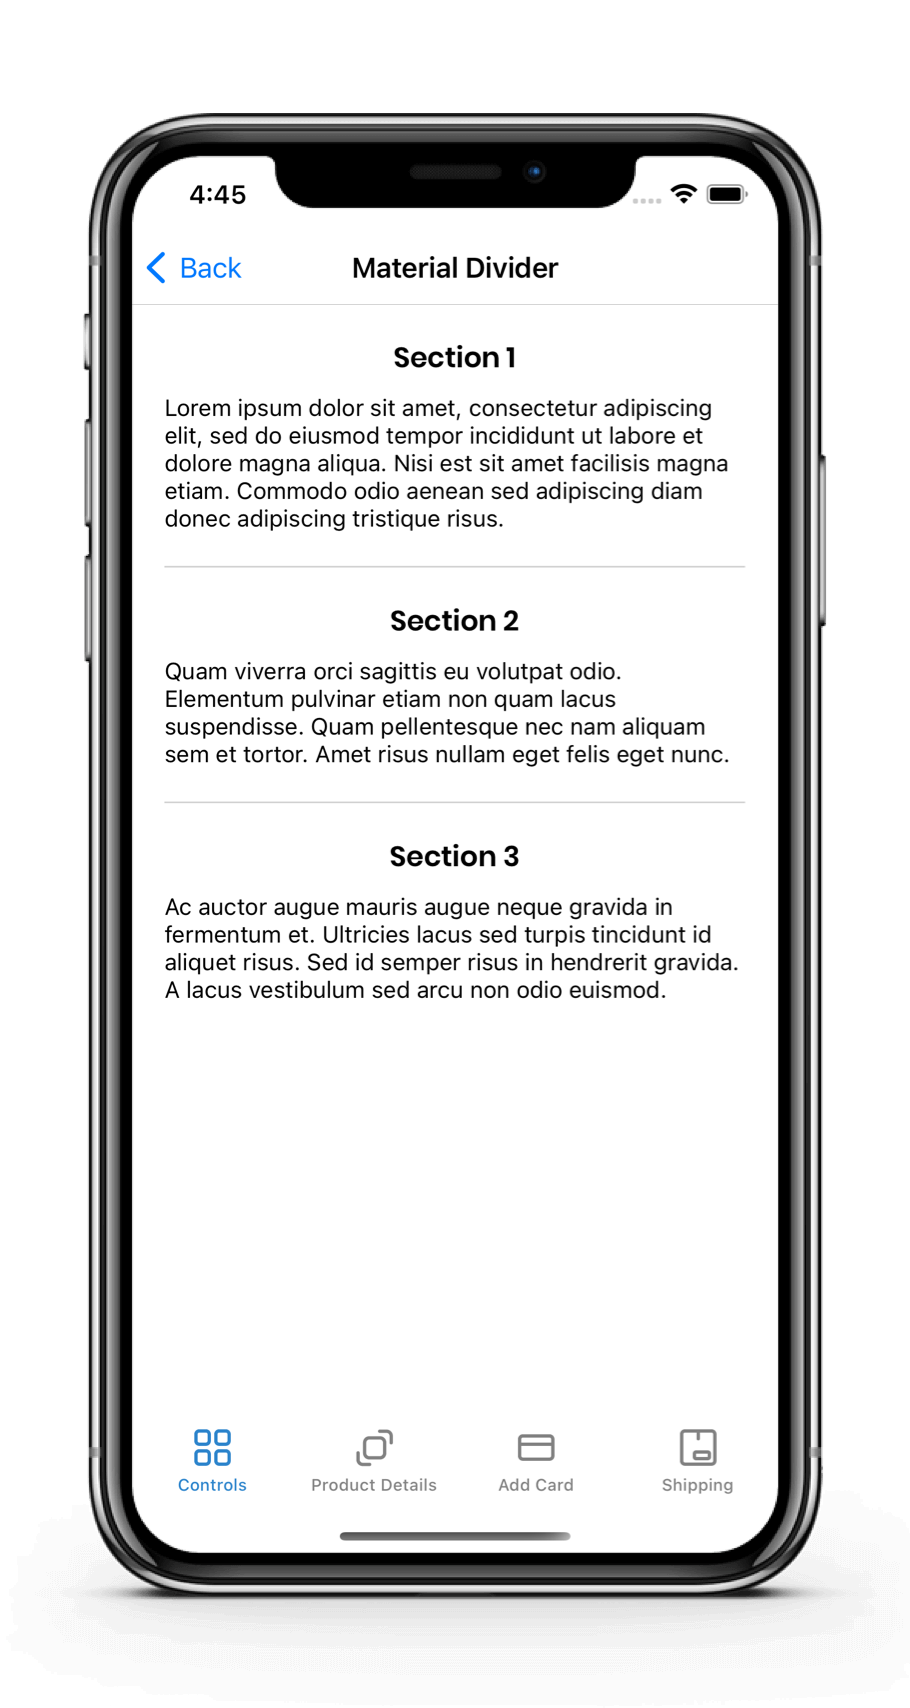 4:45
Back
Material Divider
Section 1
Lorem ipsum dolor sit amet, consectetur adipiscing
elit, sed do eiusmod tempor incididunt ut labore et
dolore magna aliqua. Nisi est sit amet facilisis magna
etiam. Commodo odio aenean sed adipiscing diam
donec adipiscing tristique risus.
Section 2
Quam viverra orci sagittis eu volutpat odio.
Elementum pulvinar etiam non quam lacus
suspendisse. Quam pellentesque nec nam aliquam
sem et tortor. Amet risus nullam eget felis eget nunc.
Section 3
Ac auctor augue mauris augue neque gravida in
fermentum et. Ultricies lacus sed turpis tincidunt id
aliquet risus. Sed id semper risus in hendrerit gravida.
A lacus vestibulum sed arcu non odio euismod.
Controls
Product Details
Add Card
Shipping